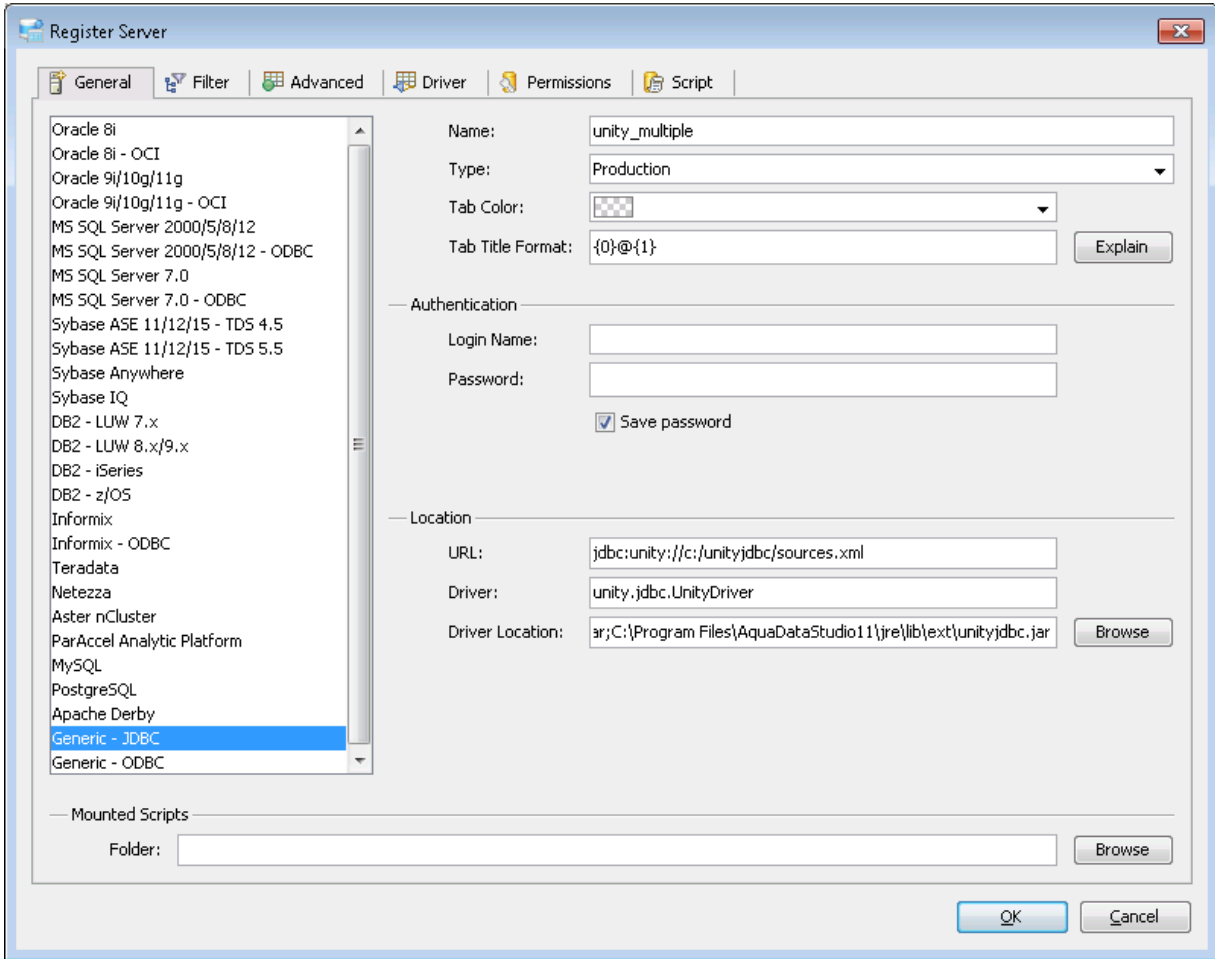 Register Server
General Filter Advanced Driver Permissions Script
Oracle 8i
Oracle 8i - OCI
Oracle 9i/10g/11g
Oracle 9i/10g/11g - OCI
MS SQL Server 2000/5/8/12
MS SQL Server 2000/5/8/12 - ODBC
MS SQL Server 7.0
MS SQL Server 7.0 - ODBC
Sybase ASE 11/12/15 - TDS 4.5
Sybase ASE 11/12/15 - TDS 5.5
Sybase Anywhere
Sybase IQ
DB2 - LUW 7.x
DB2 - LUW 8.x/9.x
DB2 - iSeries
DB2 - z/OS
Informix
Informix - ODBC
Teradata
Netezza
Aster nCluster
ParAccel Analytic Platform
MySQL
PostgreSQL
Apache Derby
Generic - JDBC
Generic - ODBC
Name: unity_multiple
Type: Production
Tab Color:
Tab Title Format: {0}@{1} Explain
Authentication
Login Name:
Password:
Save password
Location
URL: jdbc:unity://c:/unityjdbc/sources.xml
Driver: unity.jdbc.UnityDriver
Driver Location: ar;C:\Program Files\AquaDataStudio11\jre\lib\ext\unityjdbc.jar Browse
Mounted Scripts
Folder: Browse
OK Cancel